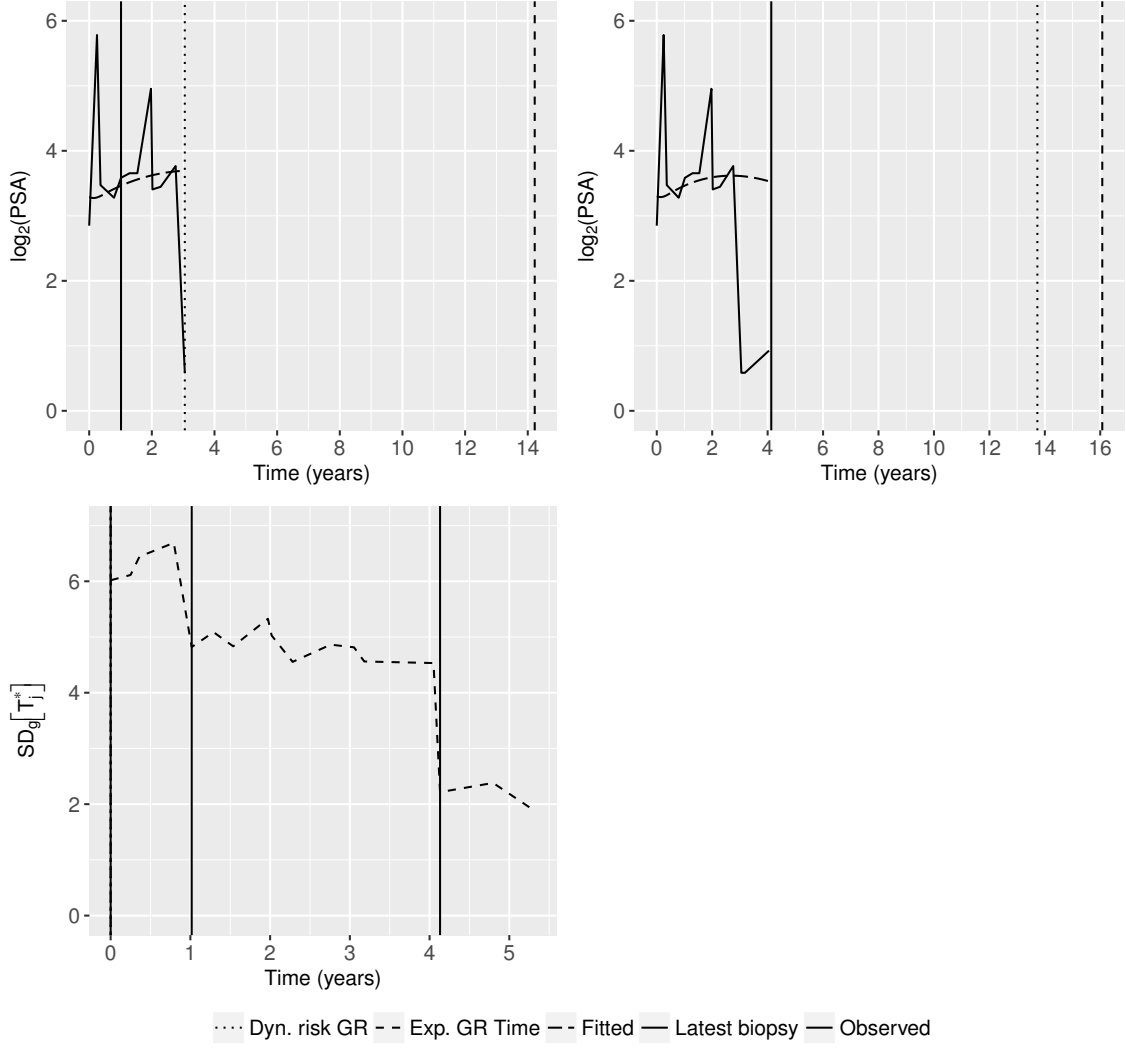 6
4
2
0
log₂(PSA)
0 2 4 6 8 10 12 14
Time (years)
6
4
2
0
log₂(PSA)
0 2 4 6 8 10 12 14 16
Time (years)
6
4
2
0
SD_g[T_j^*]
0 1 2 3 4 5
Time (years)
Dyn. risk GR Exp. GR Time Fitted Latest biopsy Observed